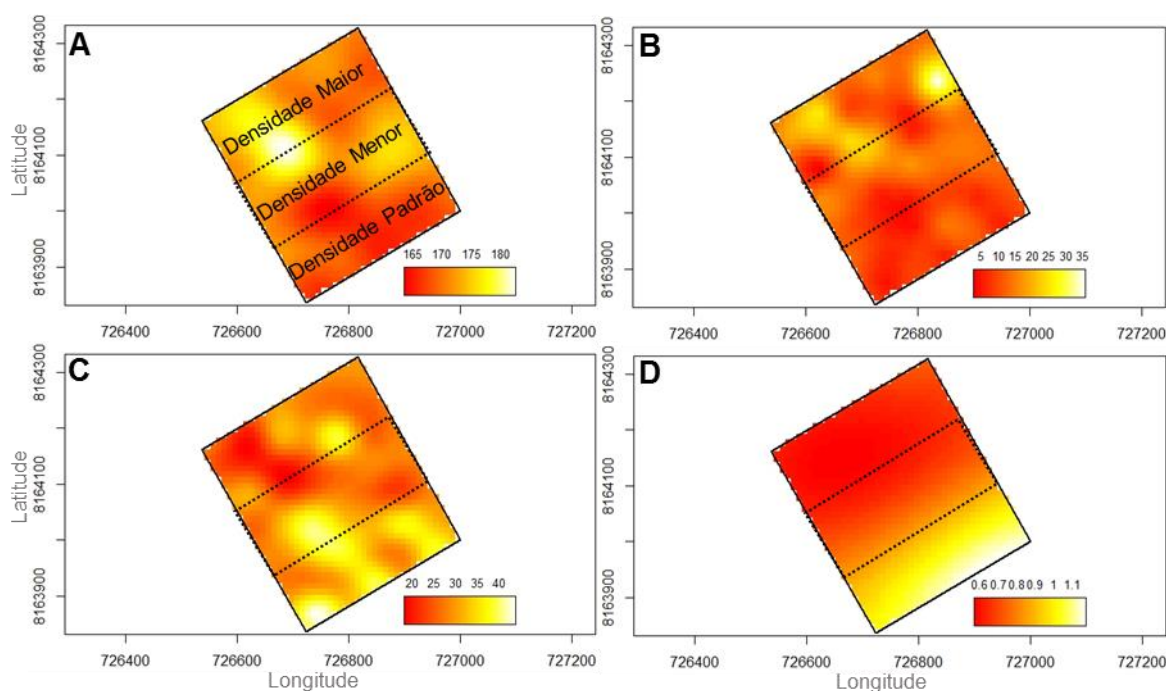 A
8164300
8164100
8163900
Latitude
Densidade Maior
Densidade Menor
Densidade Padrão
165 170 175 180
726400 726600 726800 727000 727200
B
8164300
8164100
8163900
5 10 15 20 25 30 35
726400 726600 726800 727000 727200
C
8164300
8164100
8163900
Latitude
20 25 30 35 40
726400 726600 726800 727000 727200
Longitude
D
8164300
8164100
8163900
0.6 0.7 0.8 0.9 1 1.1
726400 726600 726800 727000 727200
Longitude